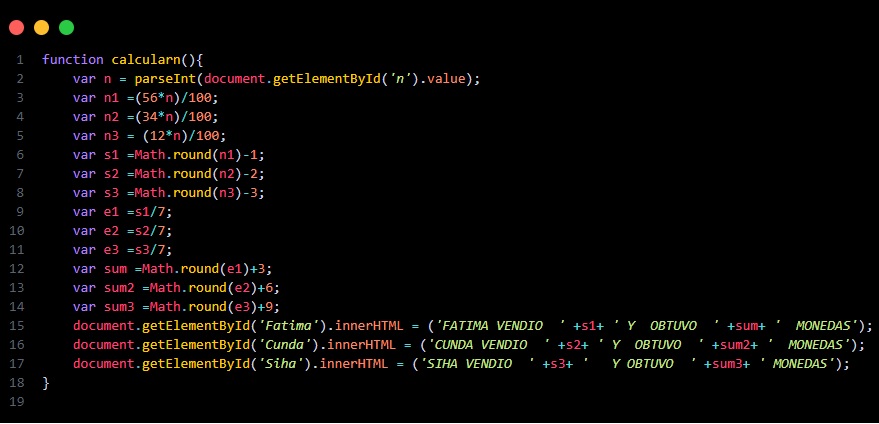 1 function calcularn(){
2 var n = parseInt(document.getElementById('n').value);
3 var n1 =(56*n)/100;
4 var n2 =(34*n)/100;
5 var n3 = (12*n)/100;
6 var s1 =Math.round(n1)-1;
7 var s2 =Math.round(n2)-2;
8 var s3 =Math.round(n3)-3;
9 var e1 =s1/7;
10 var e2 =s2/7;
11 var e3 =s3/7;
12 var sum =Math.round(e1)+3;
13 var sum2 =Math.round(e2)+6;
14 var sum3 =Math.round(e3)+9;
15 document.getElementById('Fatima').innerHTML = ('FATIMA VENDIO  ' +s1+ ' Y  OBTUVO  ' +sum+ '  MONEDAS');
16 document.getElementById('Cunda').innerHTML = ('CUNDA VENDIO  ' +s2+ ' Y  OBTUVO  ' +sum2+ '  MONEDAS');
17 document.getElementById('Siha').innerHTML = ('SIHA VENDIO  ' +s3+ '   Y OBTUVO  ' +sum3+ ' MONEDAS');
18 }
19